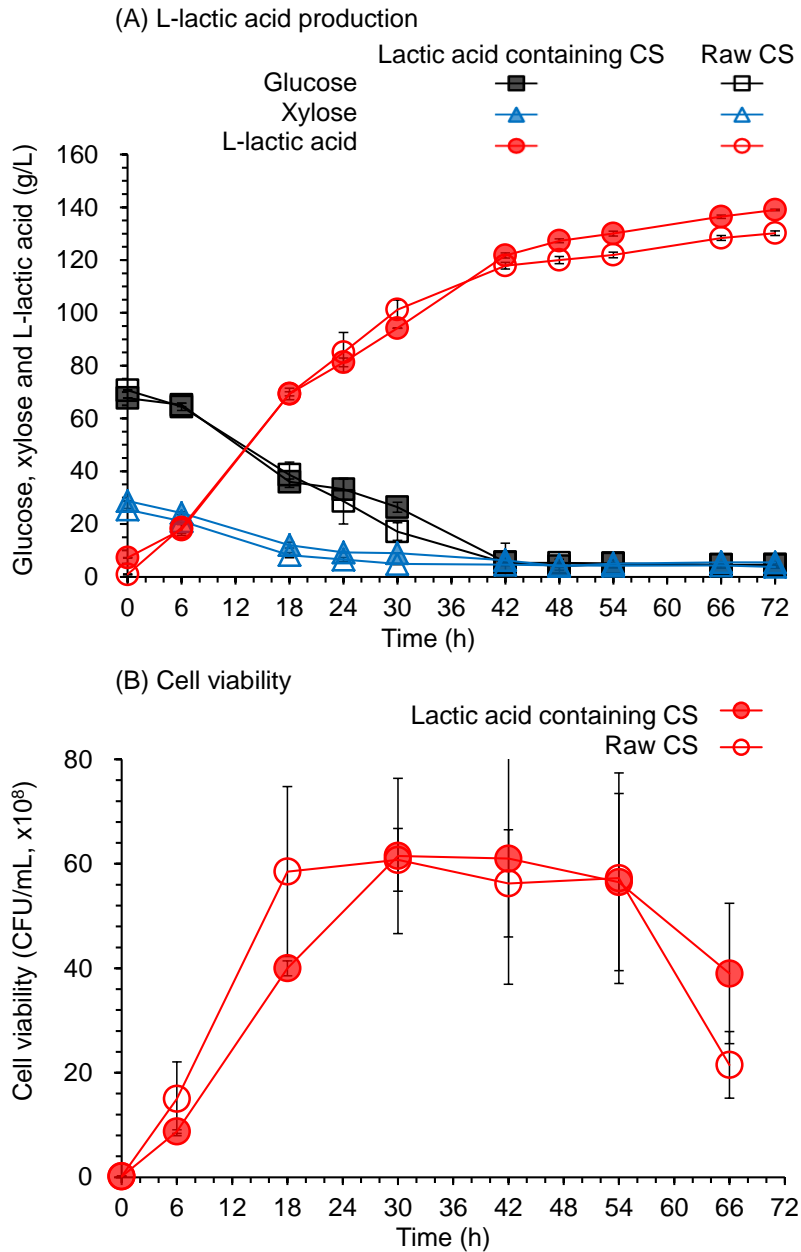 (A) L-lactic acid production
Lactic acid containing CS Raw CS
Glucose
Xylose
L-lactic acid
Glucose, xylose and L-lactic acid (g/L)
160
140
120
100
80
60
40
20
0
0 6 12 18 24 30 36 42 48 54 60 66 72
Time (h)
(B) Cell viability
Lactic acid containing CS
Raw CS
Cell viability (CFU/mL, x10⁸)
80
60
40
20
0
0 6 12 18 24 30 36 42 48 54 60 66 72
Time (h)